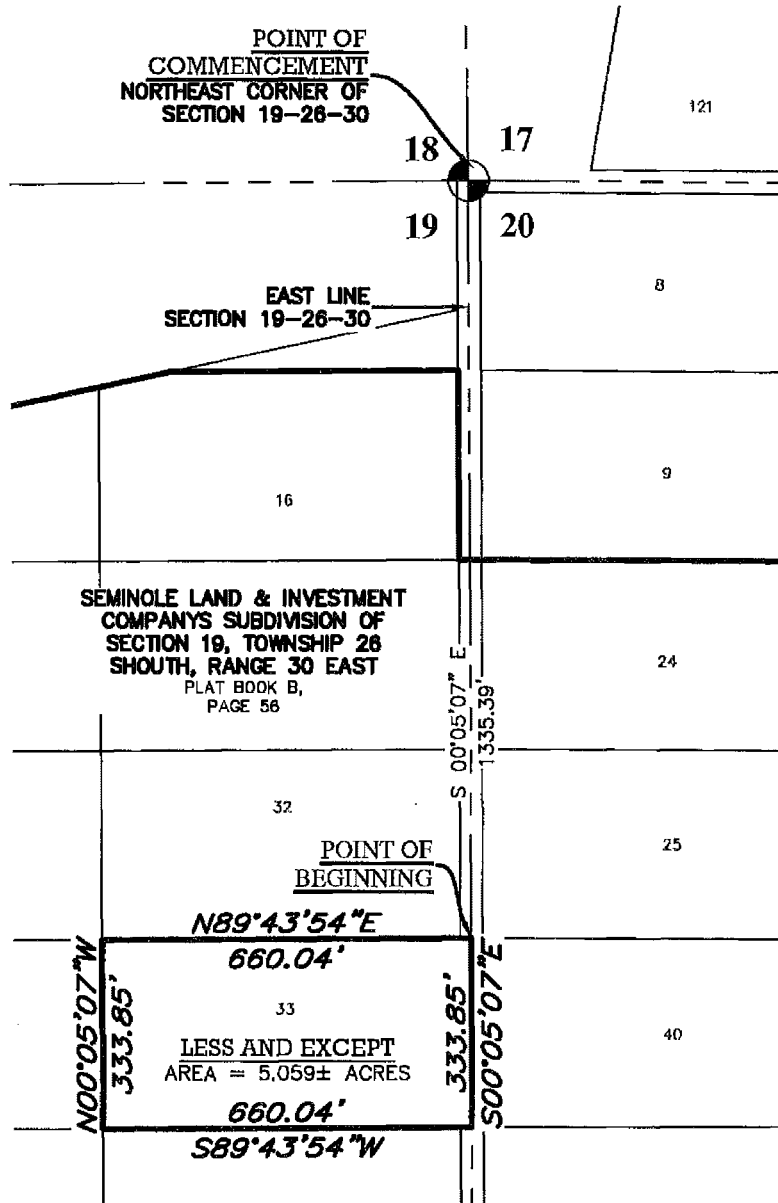 POINT OF
COMMENCEMENT
NORTHEAST CORNER OF
SECTION 19-26-30
121
18
17
19
20
8
EAST LINE
SECTION 19-26-30
9
16
SEMINOLE LAND & INVESTMENT
COMPANYS SUBDIVISION OF
SECTION 19, TOWNSHIP 26
SHOUTH, RANGE 30 EAST
PLAT BOOK B,
PAGE 56
24
S 00°05'07" E
1335.39'
32
25
POINT OF
BEGINNING
N89°43'54"E
660.04'
N00°05'07"W
333.85'
33
LESS AND EXCEPT
AREA = 5.059± ACRES
333.85'
S00°05'07"E
40
660.04'
S89°43'54"W